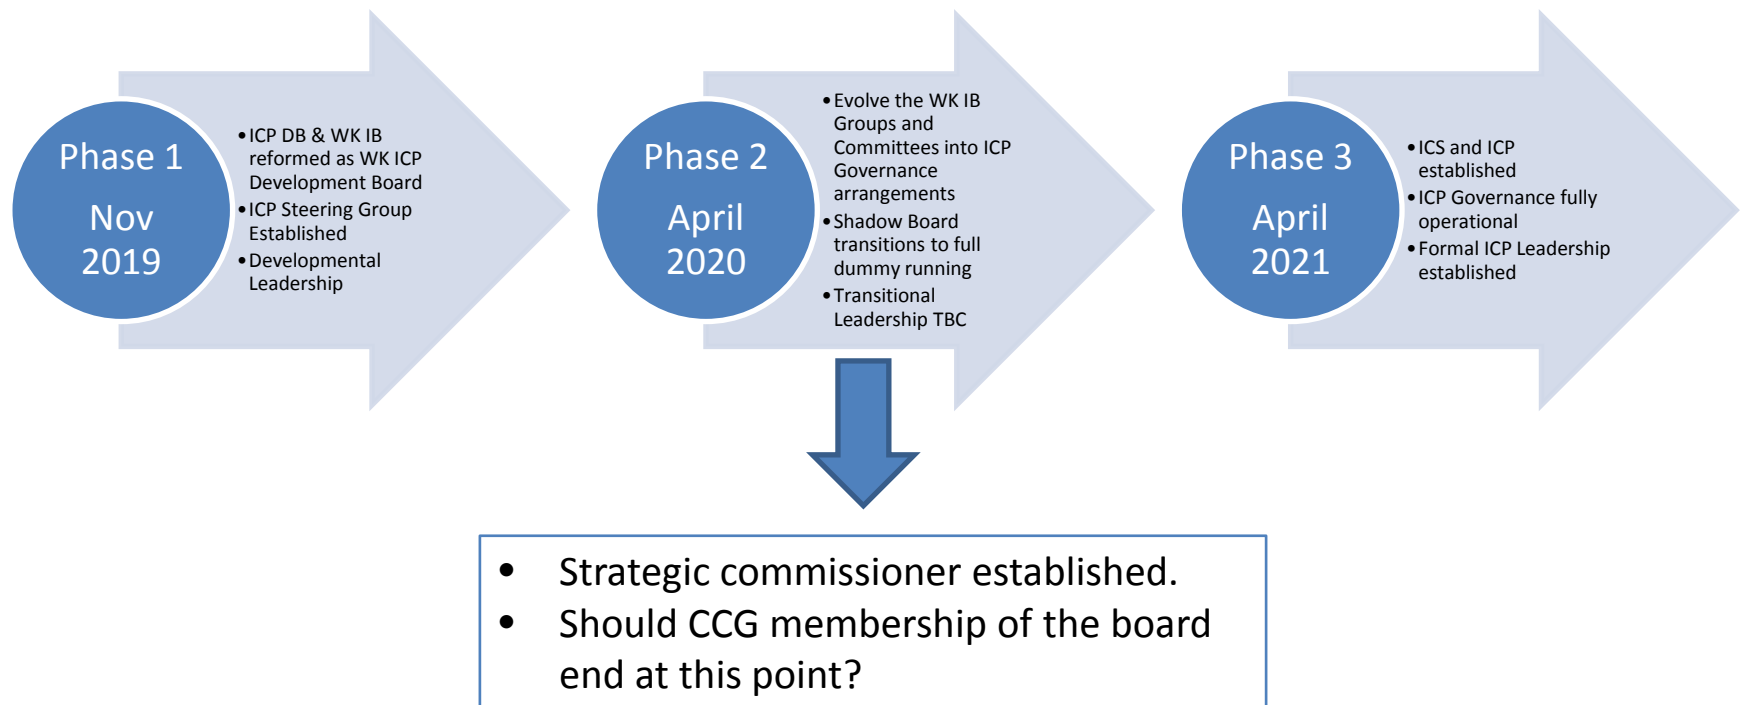 Phase 1
Nov
2019
•ICP DB & WK IB
reformed as WK ICP
Development Board
•ICP Steering Group
Established
•Developmental
Leadership
Phase 2
April
2020
•Evolve the WK IB
Groups and
Committees into ICP
Governance
arrangements
•Shadow Board
transitions to full
dummy running
•Transitional
Leadership TBC
Phase 3
April
2021
•ICS and ICP
established
•ICP Governance fully
operational
•Formal ICP Leadership
established
• Strategic commissioner established.
• Should CCG membership of the board
end at this point?